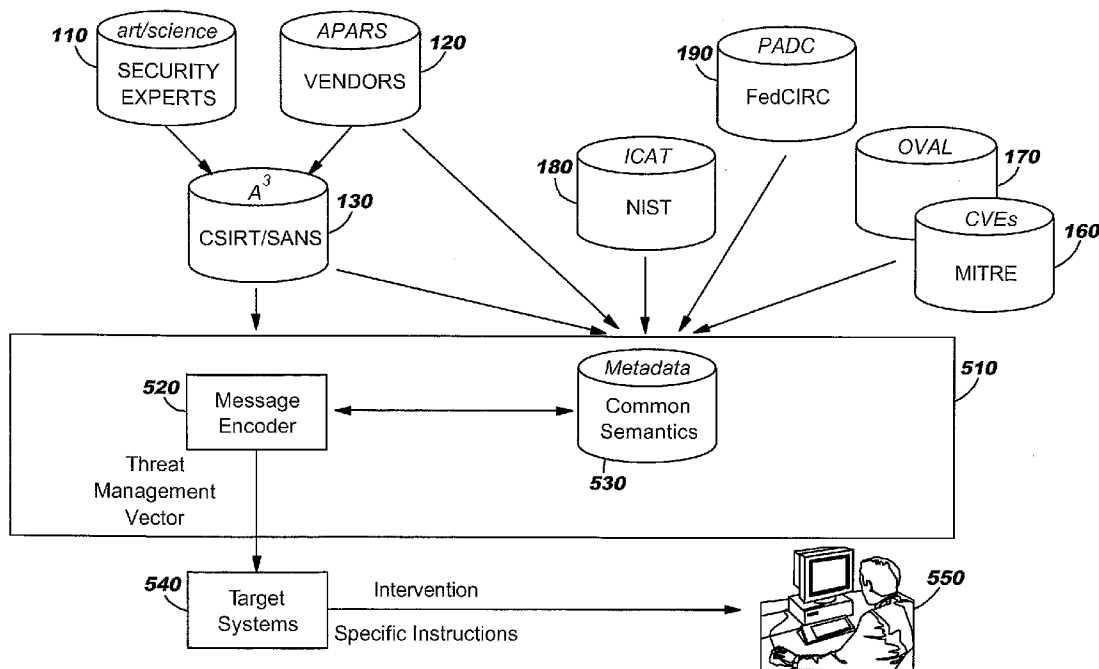 art/science
110
SECURITY
EXPERTS
APARS
120
VENDORS
A³
130
CSIRT/SANS
190
PADC
FedCIRC
ICAT
180
NIST
OVAL
170
CVEs
160
MITRE
510
520
Message
Encoder
Metadata
Common
Semantics
530
Threat
Management
Vector
540
Target
Systems
Intervention
Specific Instructions
550